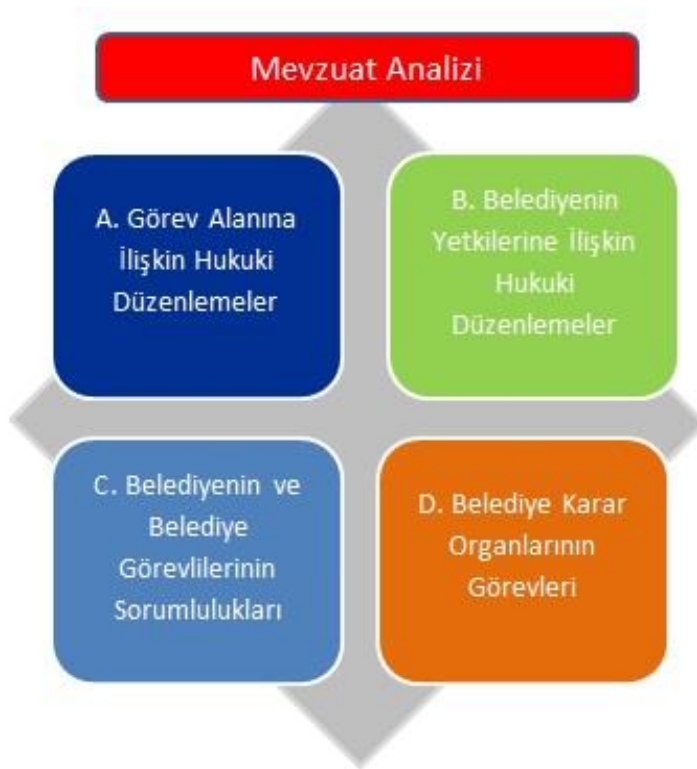 Mevzuat Analizi
A. Görev Alanına
İlişkin Hukuki
Düzenlemeler
B. Belediyenin
Yetkilerine İlişkin
Hukuki
Düzenlemeler
C. Belediyenin ve
Belediye
Görevlilerinin
Sorumlulukları
D. Belediye Karar
Organlarının
Görevleri